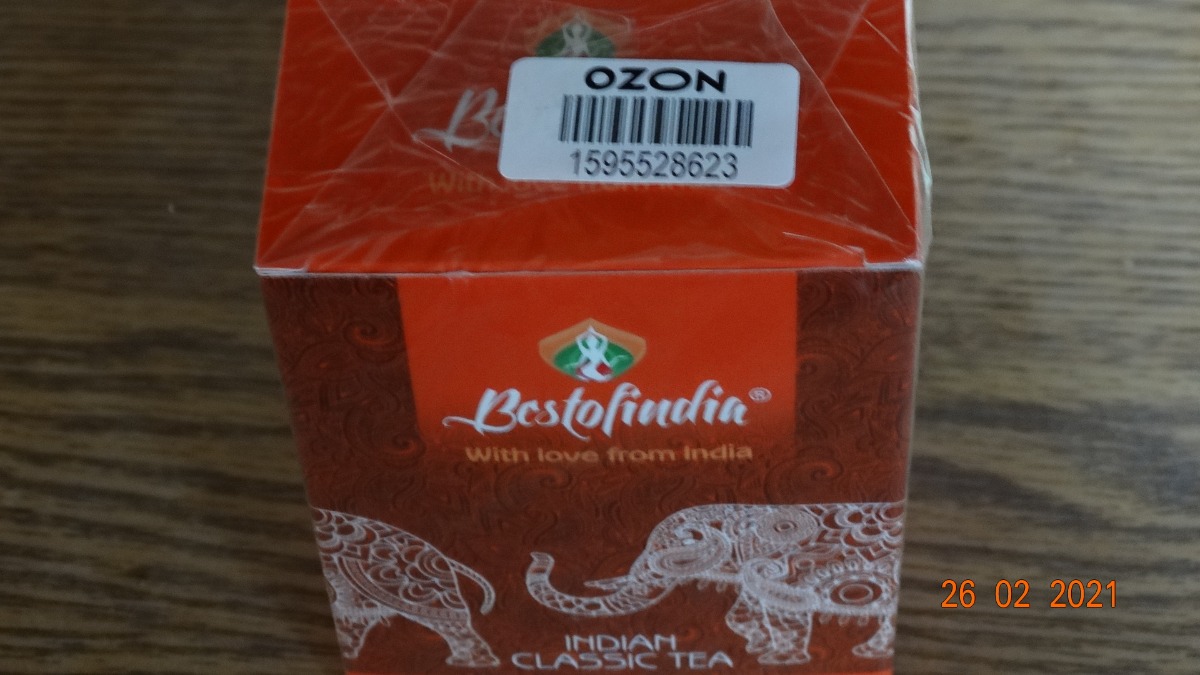 OZON
1595528623
Bestofindia®
With love from India
INDIAN
CLASSIC TEA
26 02 2021